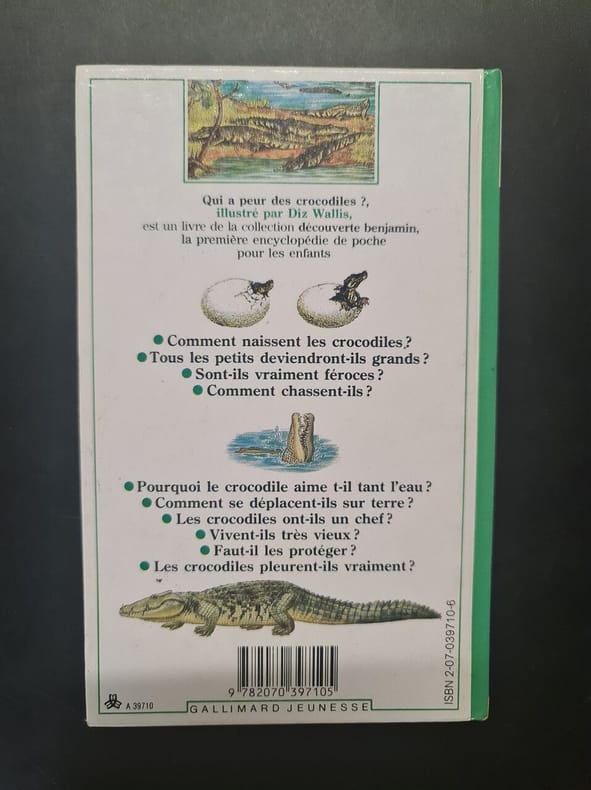 Qui a peur des crocodiles ?,
illustré par Diz Wallis,
est un livre de la collection découverte benjamin,
la première encyclopédie de poche
pour les enfants
● Comment naissent les crocodiles ?
● Tous les petits deviendront-ils grands ?
● Sont-ils vraiment féroces ?
● Comment chassent-ils ?
● Pourquoi le crocodile aime t-il tant l'eau ?
● Comment se déplacent-ils sur terre ?
● Les crocodiles ont-ils un chef ?
● Vivent-ils très vieux ?
● Faut-il les protéger ?
● Les crocodiles pleurent-ils vraiment ?
ISBN 2-07-039710-6
9 782070 397105
A 39710
GALLIMARD JEUNESSE